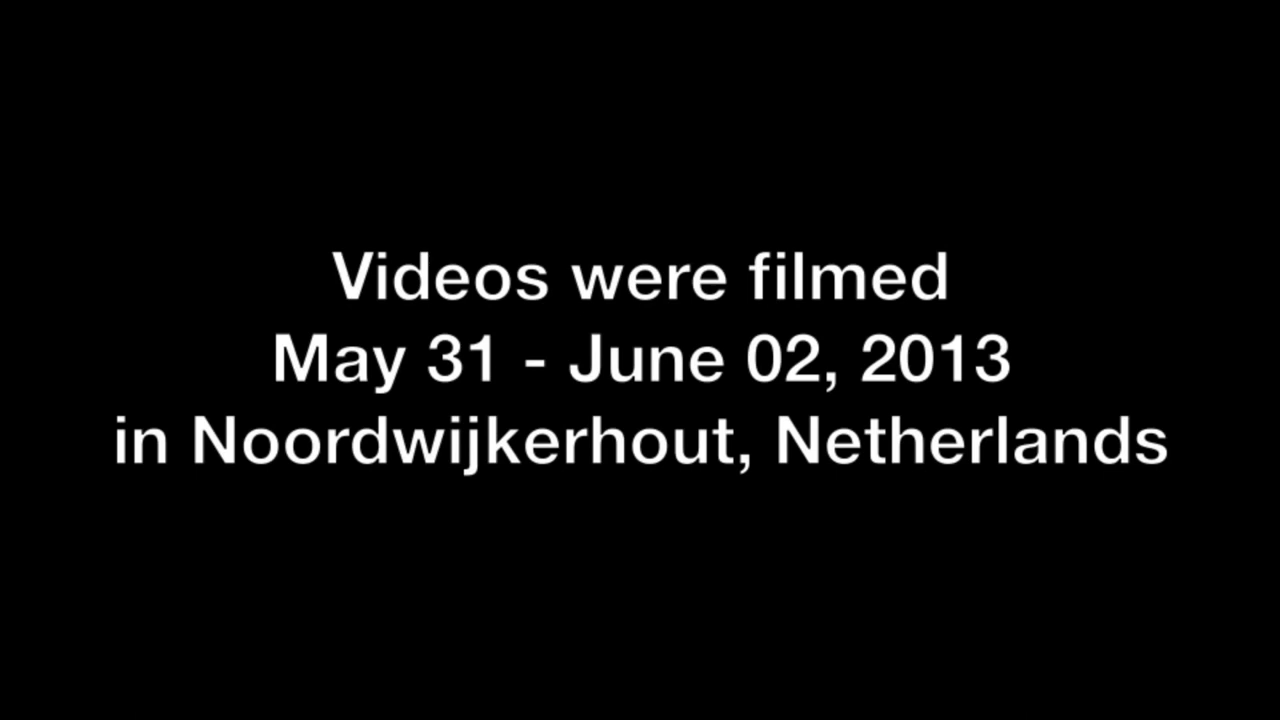 Videos were filmed
May 31 - June 02, 2013
in Noordwijkerhout, Netherlands